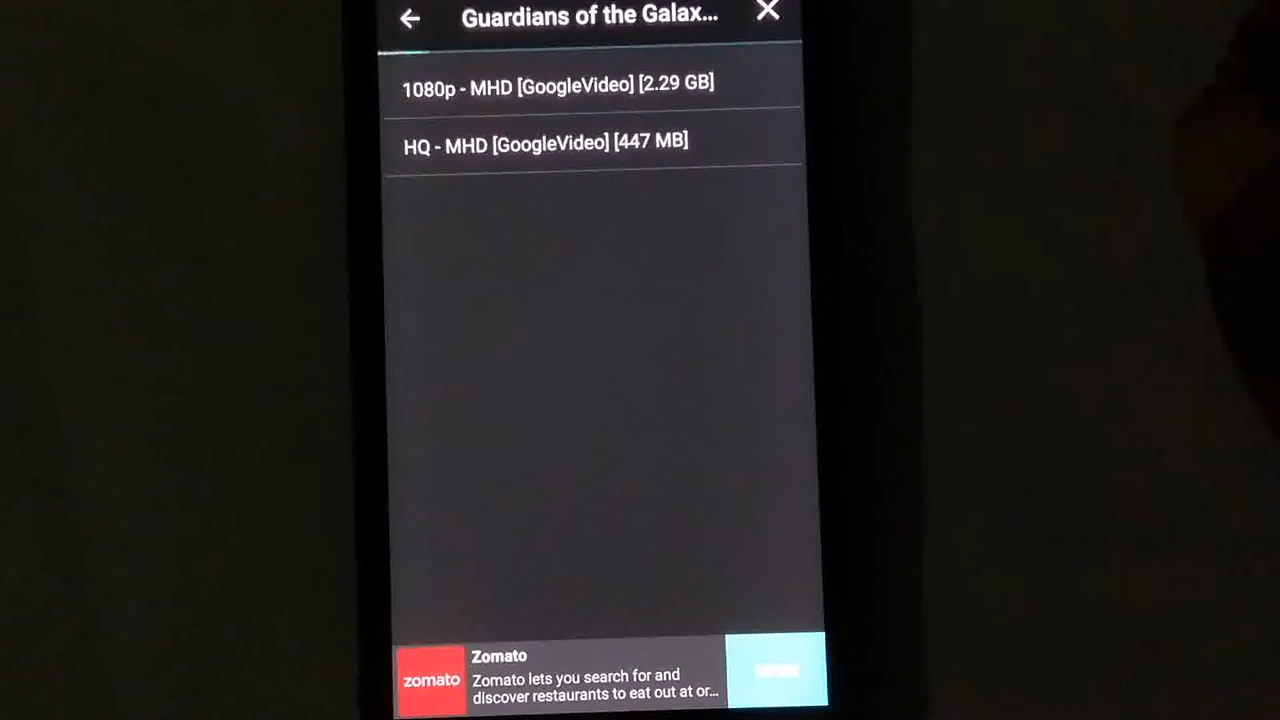 Guardians of the Galax...
1080p - MHD [GoogleVideo] [2.29 GB]
HQ - MHD [GoogleVideo] [447 MB]
Zomato
zomato
Zomato lets you search for and
discover restaurants to eat out at or...